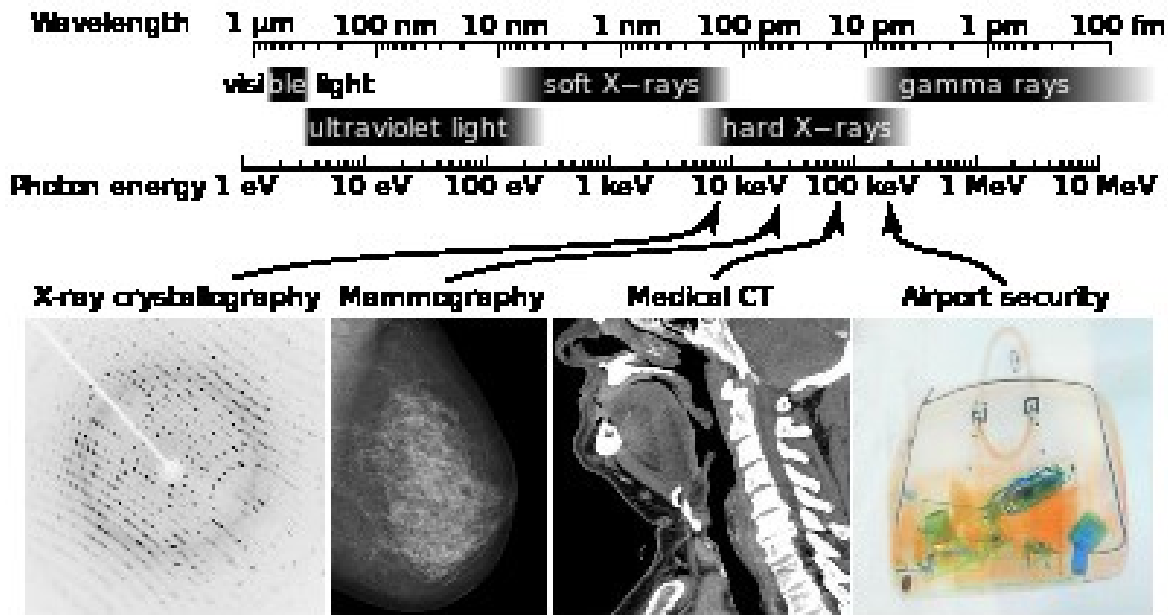 Wavelength 1 μm 100 nm 10 nm 1 nm 100 pm 10 pm 1 pm 100 fm
visible light soft X−rays gamma rays
ultraviolet light hard X−rays
Photon energy 1 eV 10 eV 100 eV 1 keV 10 keV 100 keV 1 MeV 10 MeV
X-ray crystallography Mammography Medical CT Airport security